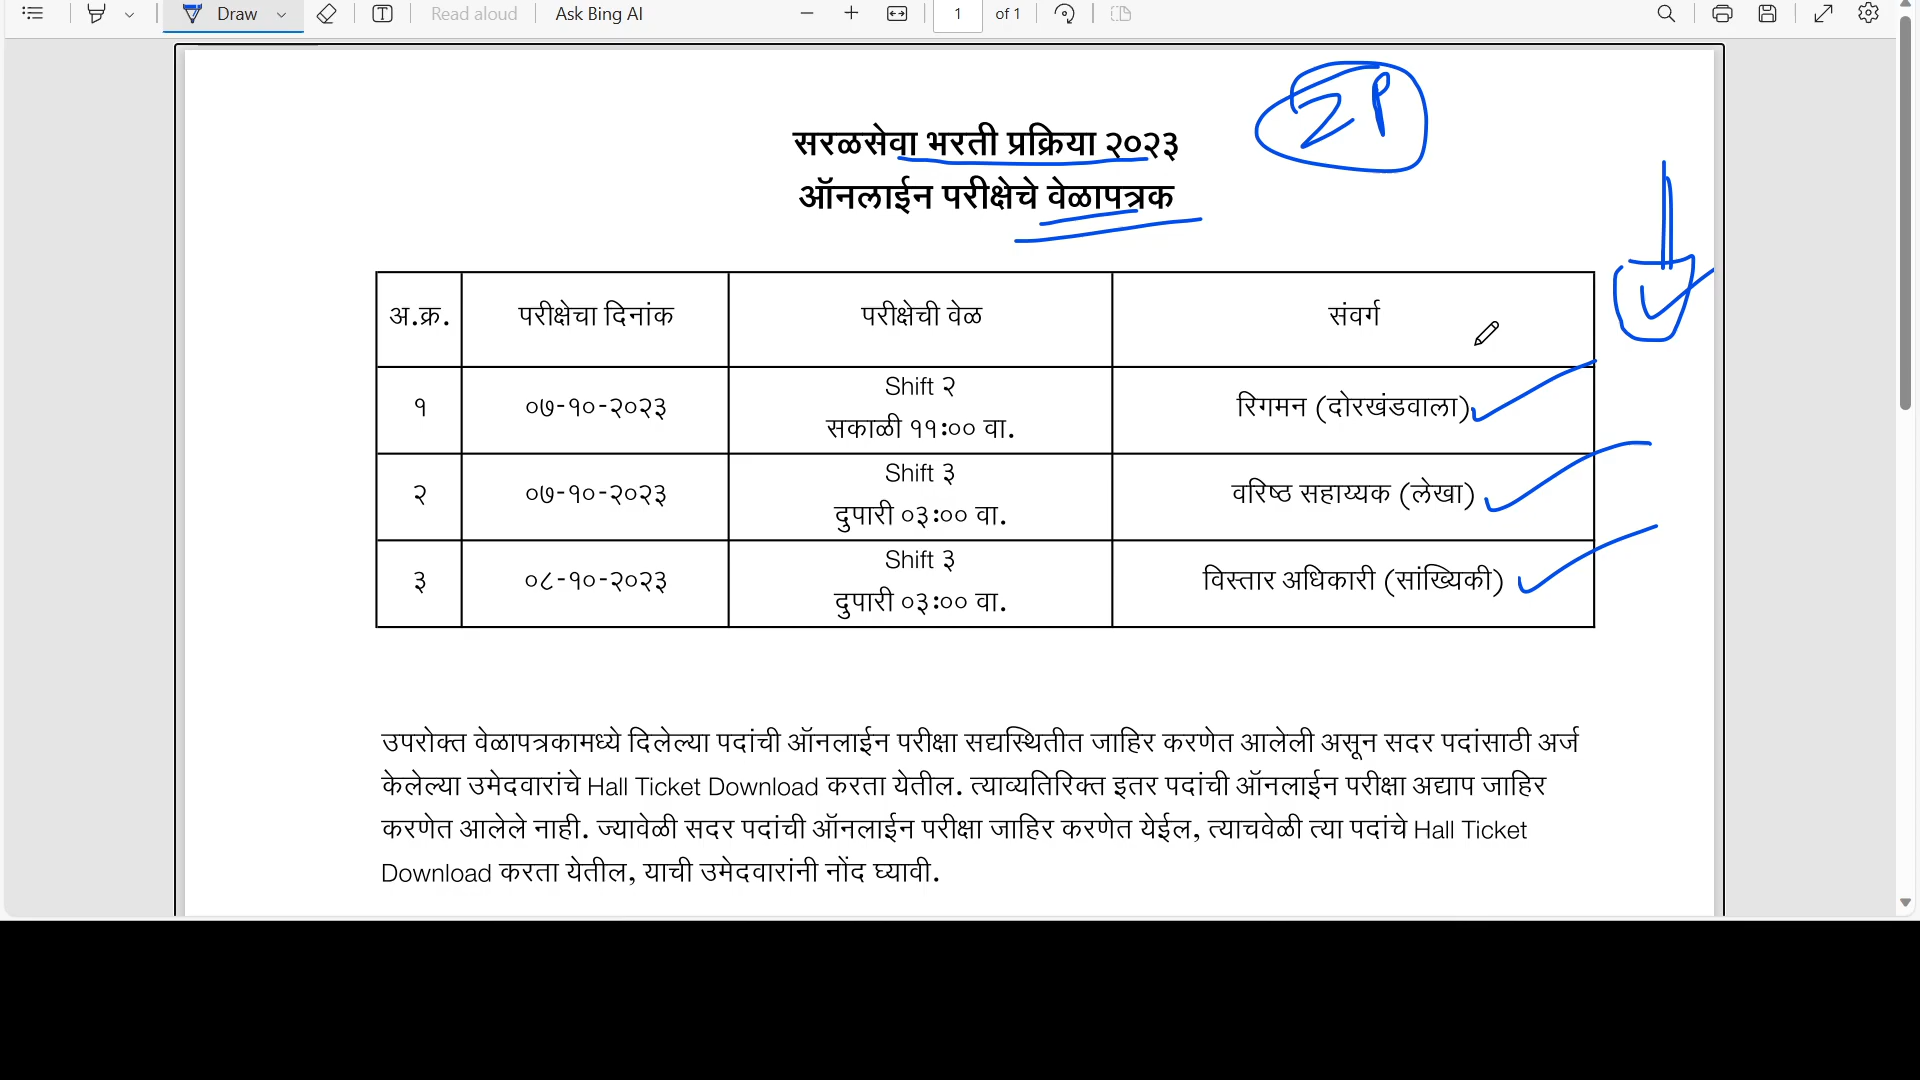 Draw
Read aloud
Ask Bing AI
1
of 1
ZP
सरळसेवा भरती प्रक्रिया २०२३
ऑनलाईन परीक्षेचे वेळापत्रक
अ.क्र. परीक्षेचा दिनांक परीक्षेची वेळ संवर्ग
१ ०७-१०-२०२३ Shift २ रिगमन (दोरखंडवाला)
सकाळी ११:०० वा.
२ ०७-१०-२०२३ Shift ३ वरिष्ठ सहाय्यक (लेखा)
दुपारी ०३:०० वा.
३ ०८-१०-२०२३ Shift ३ विस्तार अधिकारी (सांख्यिकी)
दुपारी ०३:०० वा.
उपरोक्त वेळापत्रकामध्ये दिलेल्या पदांची ऑनलाईन परीक्षा सद्यस्थितीत जाहिर करणेत आलेली असून सदर पदांसाठी अर्ज
केलेल्या उमेदवारांचे Hall Ticket Download करता येतील. त्याव्यतिरिक्त इतर पदांची ऑनलाईन परीक्षा अद्याप जाहिर
करणेत आलेले नाही. ज्यावेळी सदर पदांची ऑनलाईन परीक्षा जाहिर करणेत येईल, त्याचवेळी त्या पदांचे Hall Ticket
Download करता येतील, याची उमेदवारांनी नोंद घ्यावी.